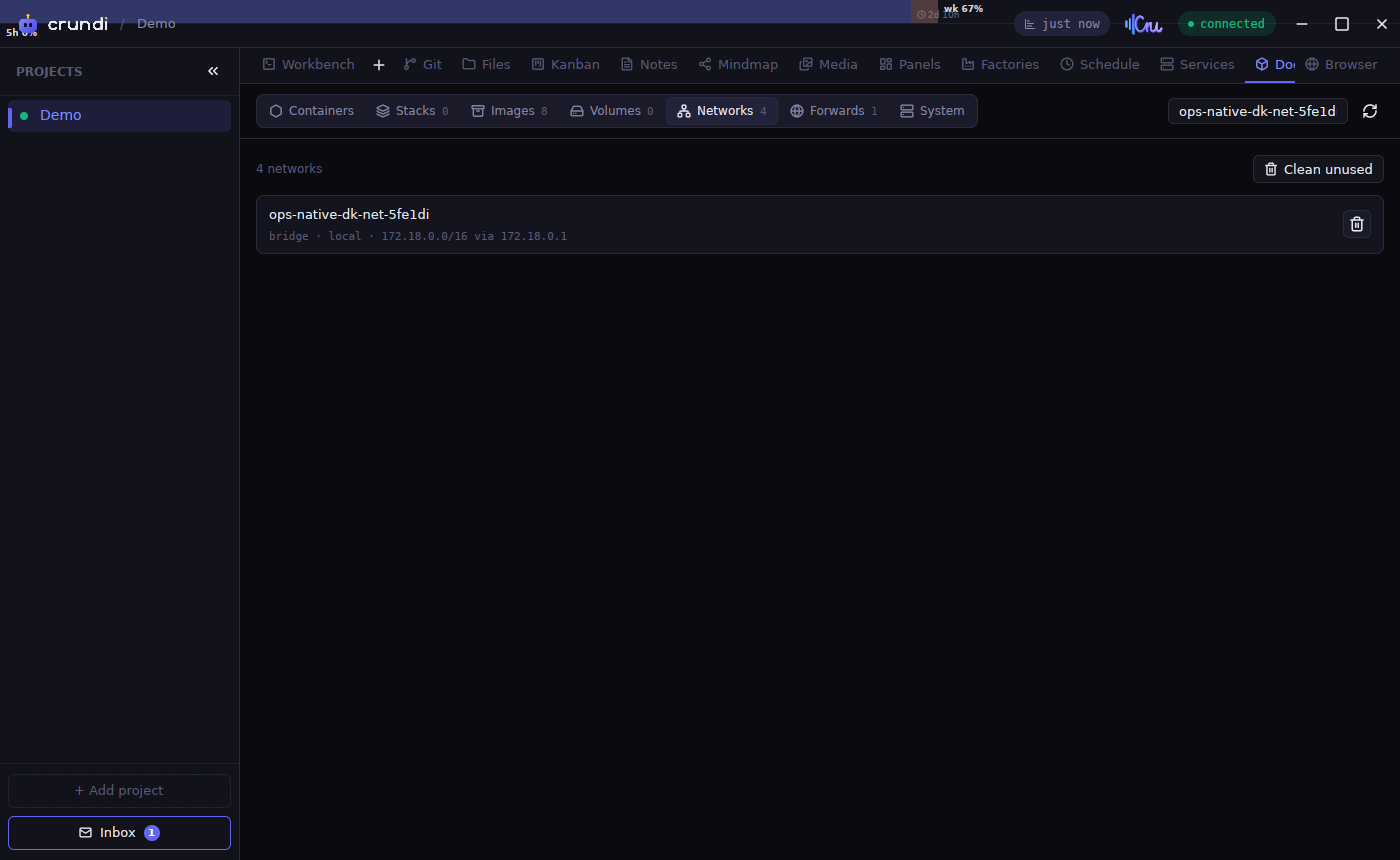 wk 67%
2d 10h
crundi / Demo
just now
Cru
connected
PROJECTS
Workbench
Git
Files
Kanban
Notes
Mindmap
Media
Panels
Factories
Schedule
Services
Browser
Demo
Containers
Stacks 0
Images 8
Volumes 0
Networks 4
Forwards 1
System
ops-native-dk-net-5fe1d
4 networks
Clean unused
ops-native-dk-net-5fe1di
bridge · local · 172.18.0.0/16 via 172.18.0.1
+ Add project
Inbox 1